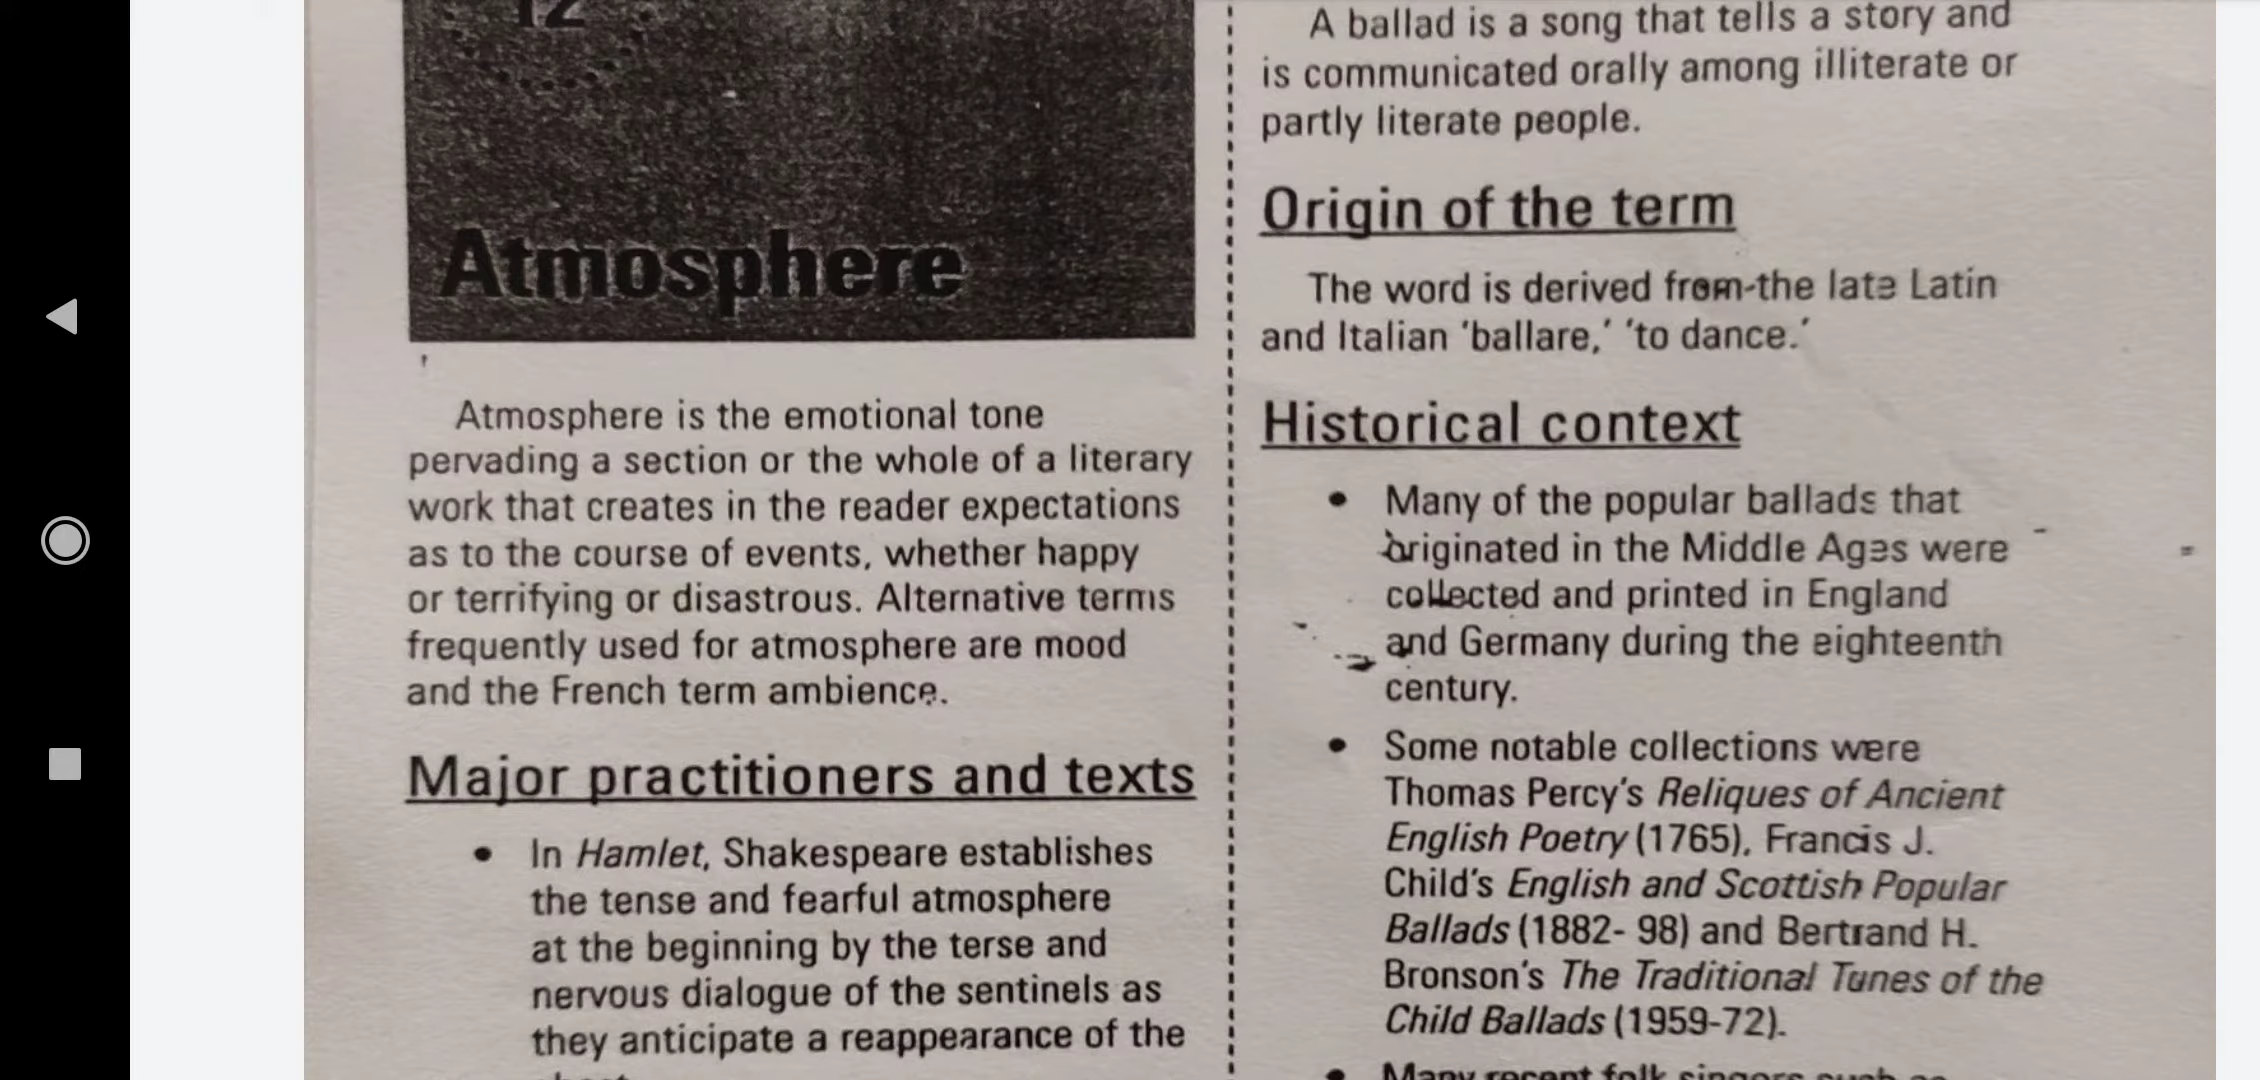 12
Atmosphere
Atmosphere is the emotional tone
pervading a section or the whole of a literary
work that creates in the reader expectations
as to the course of events, whether happy
or terrifying or disastrous. Alternative terms
frequently used for atmosphere are mood
and the French term ambience.
Major practitioners and texts
• In Hamlet, Shakespeare establishes
the tense and fearful atmosphere
at the beginning by the terse and
nervous dialogue of the sentinels as
they anticipate a reappearance of the
A ballad is a song that tells a story and
is communicated orally among illiterate or
partly literate people.
Origin of the term
The word is derived from the late Latin
and Italian ‘ballare,’ ‘to dance.’
Historical context
• Many of the popular ballads that
originated in the Middle Ages were
collected and printed in England
and Germany during the eighteenth
century.
• Some notable collections were
Thomas Percy’s Reliques of Ancient
English Poetry (1765), Francis J.
Child’s English and Scottish Popular
Ballads (1882- 98) and Bertrand H.
Bronson’s The Traditional Tunes of the
Child Ballads (1959-72).
• Many recent folk singers such as